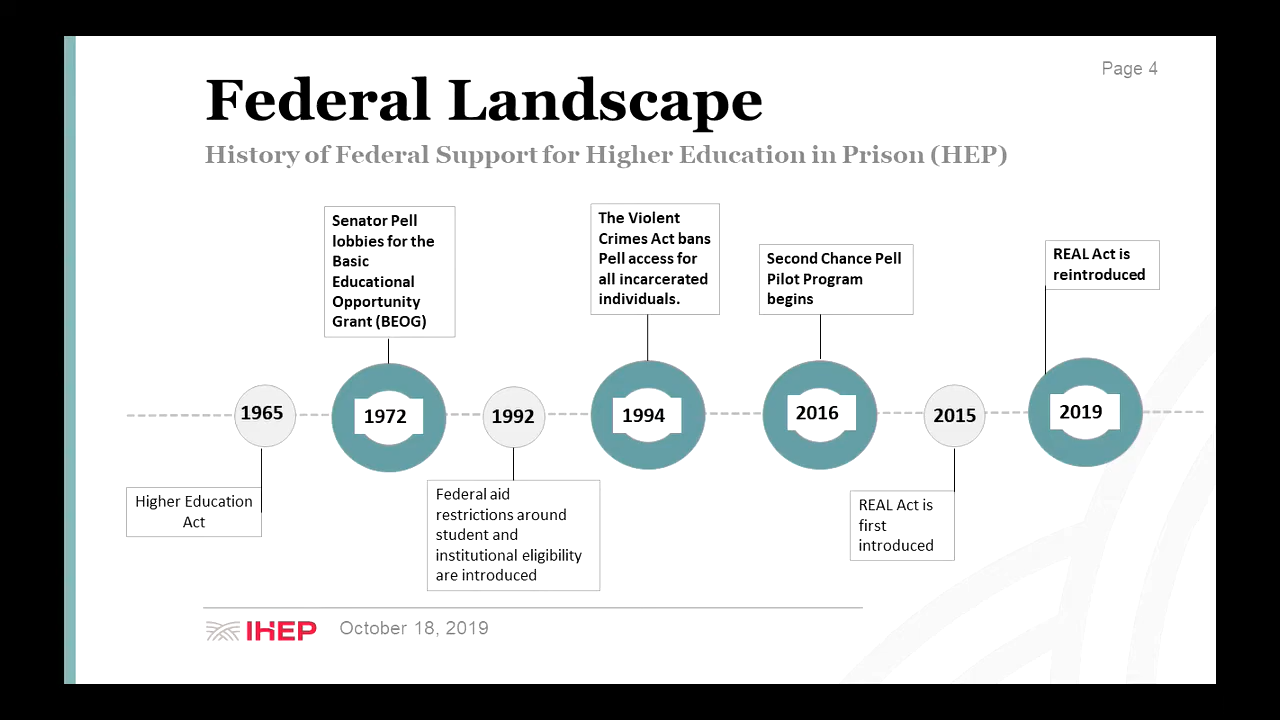 Page 4
Federal Landscape
History of Federal Support for Higher Education in Prison (HEP)
Senator Pell
lobbies for the
Basic
Educational
Opportunity
Grant (BEOG)
The Violent
Crimes Act bans
Pell access for
all incarcerated
individuals.
Second Chance Pell
Pilot Program
begins
REAL Act is
reintroduced
1965
1972
1992
1994
2016
2015
2019
Higher Education
Act
Federal aid
restrictions around
student and
institutional eligibility
are introduced
REAL Act is
first
introduced
IHEP
October 18, 2019